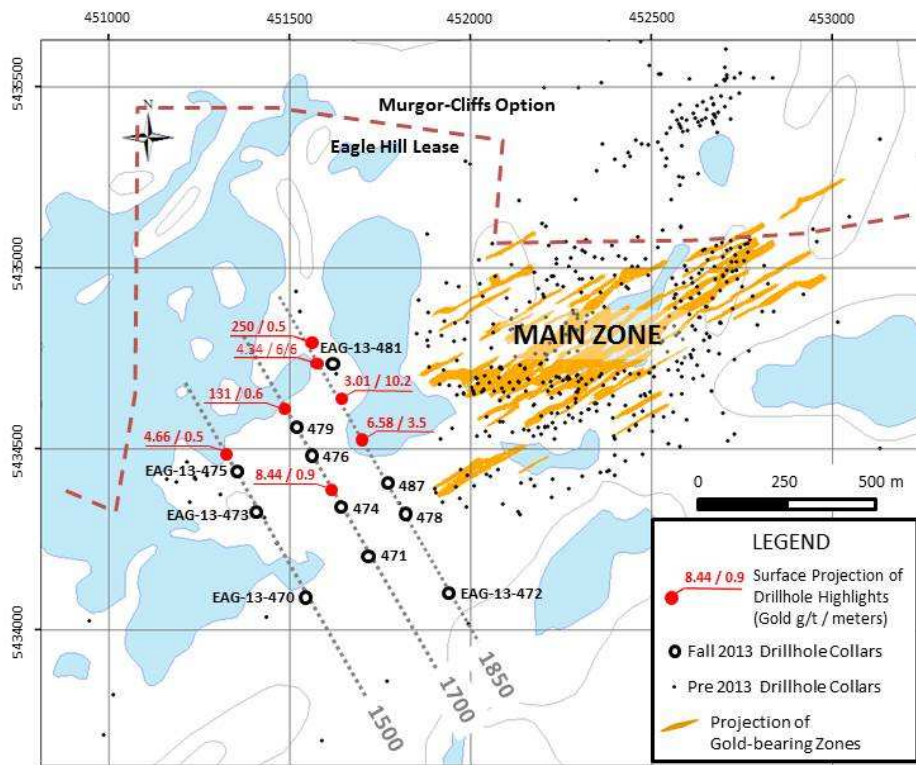 451000
451500
452000
452500
453000
5435500
5435000
5434500
5434000
N
Murgor-Cliffs Option
Eagle Hill Lease
250 / 0.5
EAG-13-481
4.34 / 6/6
3.01 / 10.2
MAIN ZONE
131 / 0.6
479
6.58 / 3.5
4.66 / 0.5
476
EAG-13-475
8.44 / 0.9
487
EAG-13-473
474
478
471
EAG-13-470
EAG-13-472
1500
1700
1850
0 250 500 m
LEGEND
8.44 / 0.9
Surface Projection of
Drillhole Highlights
(Gold g/t / meters)
Fall 2013 Drillhole Collars
Pre 2013 Drillhole Collars
Projection of
Gold-bearing Zones